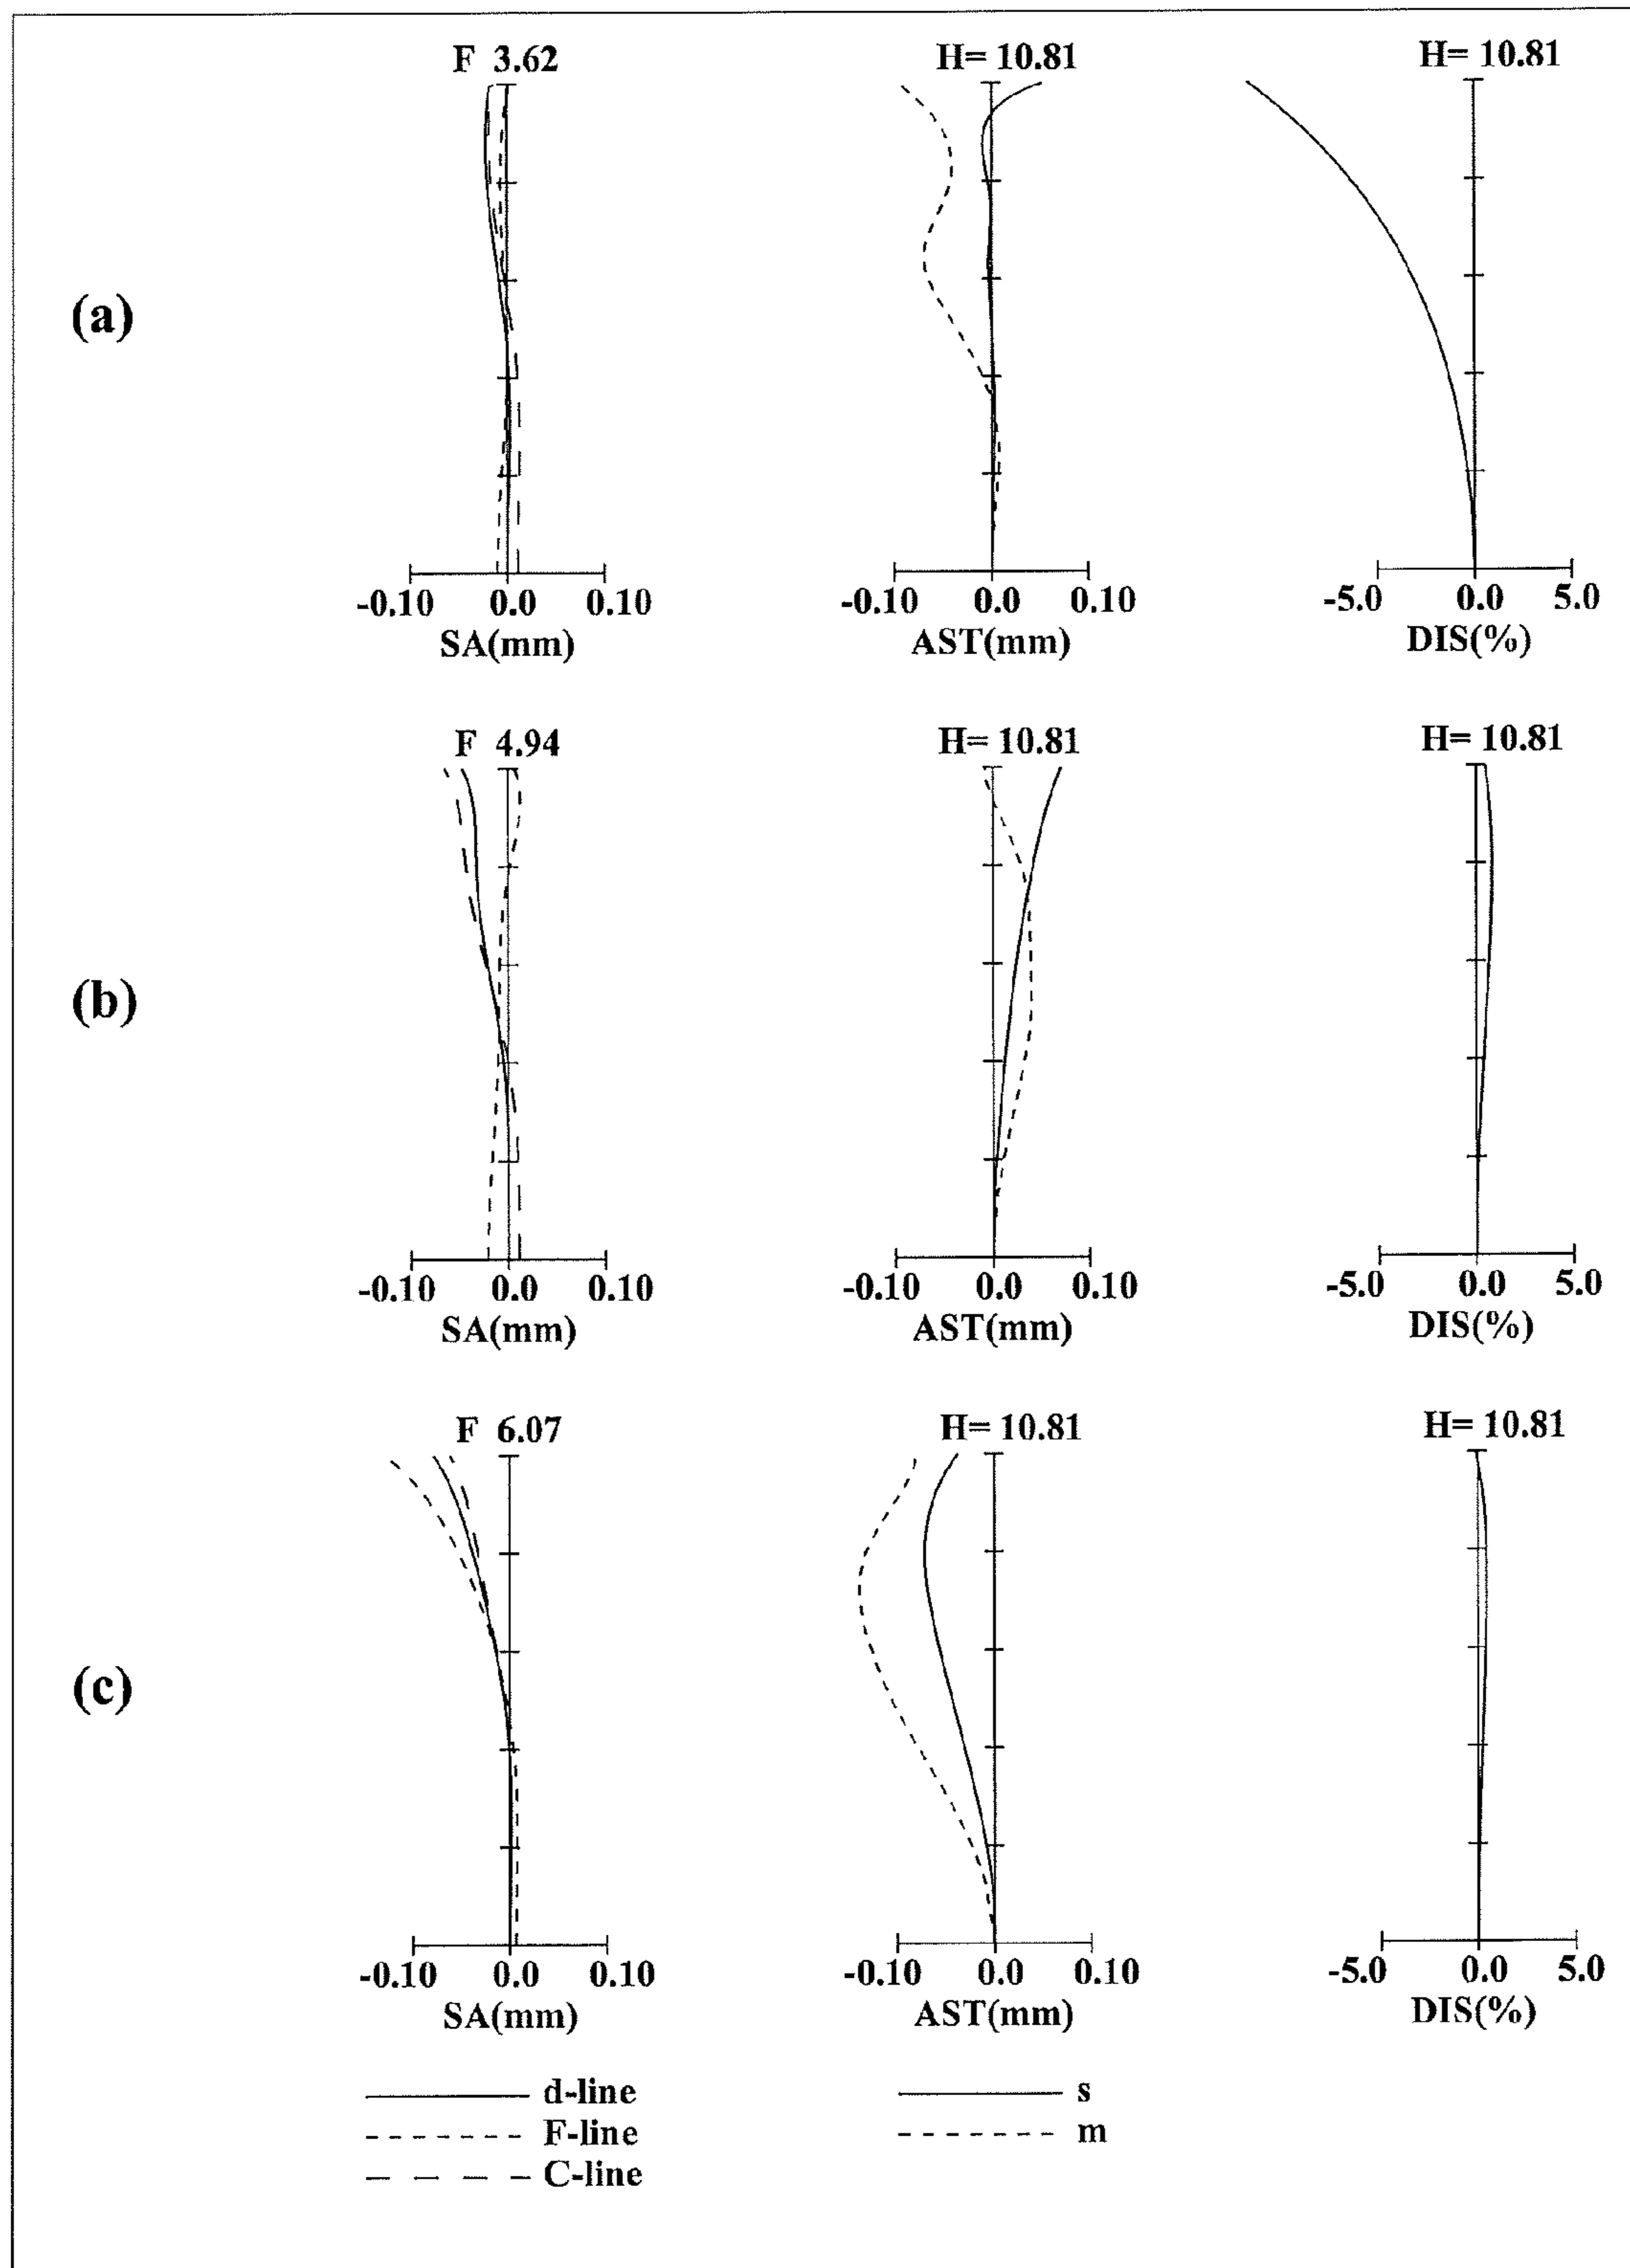 F 3.62 H= 10.81 H= 10.81
(a)
-0.10 0.0 0.10 -0.10 0.0 0.10 -5.0 0.0 5.0
SA(mm) AST(mm) DIS(%)
F 4.94 H= 10.81 H= 10.81
(b)
-0.10 0.0 0.10 -0.10 0.0 0.10 -5.0 0.0 5.0
SA(mm) AST(mm) DIS(%)
F 6.07 H= 10.81 H= 10.81
(c)
-0.10 0.0 0.10 -0.10 0.0 0.10 -5.0 0.0 5.0
SA(mm) AST(mm) DIS(%)
d-line s
F-line m
C-line